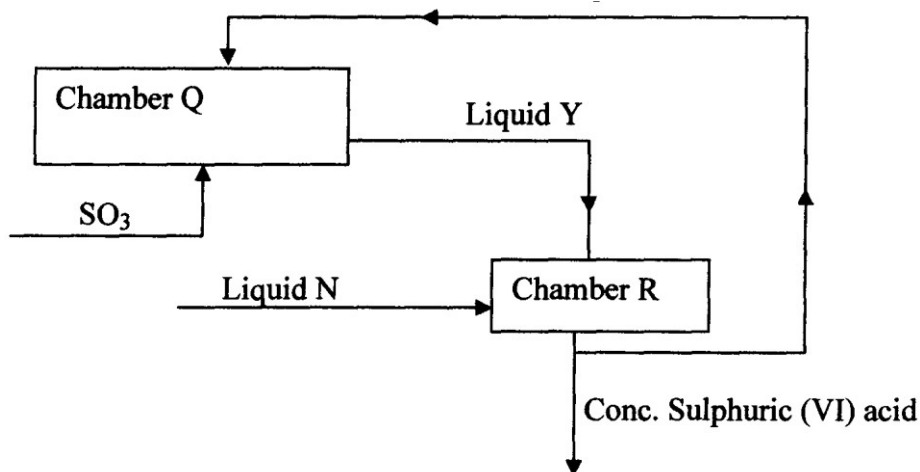 Chamber Q
Liquid Y
SO₃
Liquid N
Chamber R
Conc. Sulphuric (VI) acid